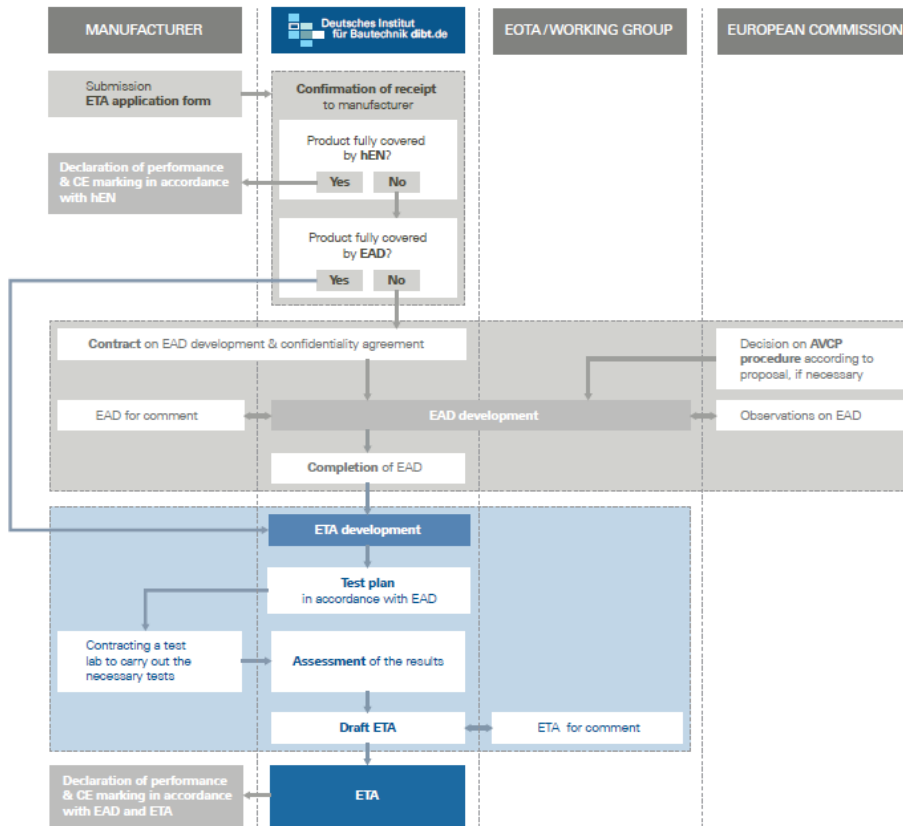 MANUFACTURER
Deutsches Institut
für Bautechnik dibt.de
EOTA/WORKING GROUP
EUROPEAN COMMISSION
Submission
ETA application form
Confirmation of receipt
to manufacturer
Product fully covered
by hEN?
Yes No
Declaration of performance
& CE marking in accordance
with hEN
Product fully covered
by EAD?
Yes No
Contract on EAD development & confidentiality agreement
Decision on AVCP
procedure according to
proposal, if necessary
EAD for comment
EAD development
Observations on EAD
Completion of EAD
ETA development
Test plan
in accordance with EAD
Contracting a test
lab to carry out the
necessary tests
Assessment of the results
Draft ETA
ETA for comment
Declaration of performance
& CE marking in accordance
with EAD and ETA
ETA